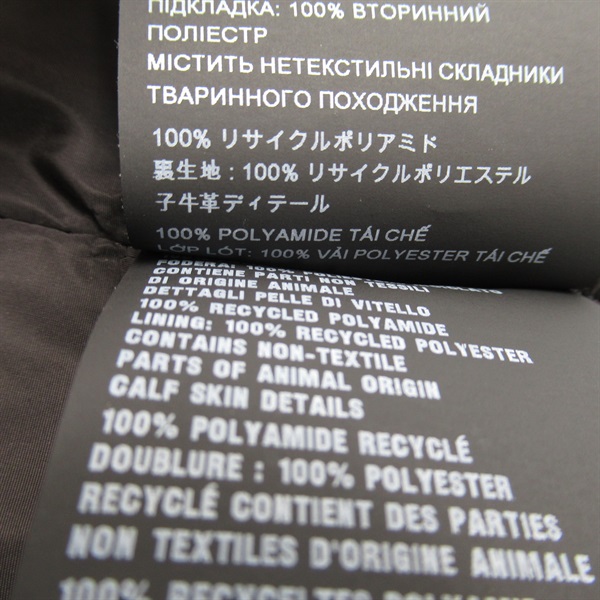 ПІДКЛАДКА: 100% ВТОРИННИЙ
ПОЛІЕСТР
МІСТИТЬ НЕТЕКСТИЛЬНІ СКЛАДНИКИ
ТВАРИННОГО ПОХОДЖЕННЯ
100% リサイクルポリアミド
裏生地 : 100% リサイクルポリエステル
子牛革ディテール
100% POLYAMIDE TÁI CHẾ
LỚP LÓT: 100% VẢI POLYESTER TÁI CHẾ
CONTIENE PARTI NON TESSILI
DI ORIGINE ANIMALE
DETTAGLI PELLE DI VITELLO
100% RECYCLED POLYAMIDE
LINING: 100% RECYCLED POLYESTER
CONTAINS NON-TEXTILE
PARTS OF ANIMAL ORIGIN
CALF SKIN DETAILS
100% POLYAMIDE RECYCLÉ
DOUBLURE : 100% POLYESTER
RECYCLÉ CONTIENT DES PARTIES
NON TEXTILES D'ORIGINE ANIMALE